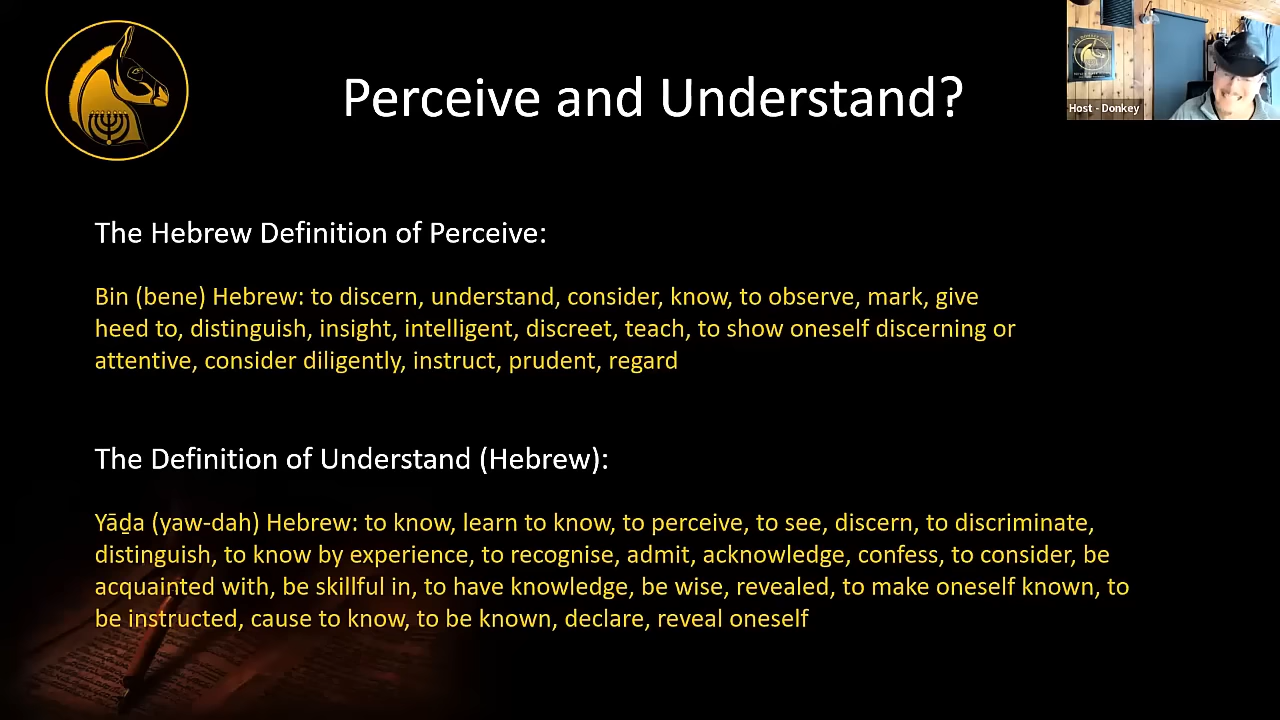 Perceive and Understand?
Host - Donkey
The Hebrew Definition of Perceive:
Bin (bene) Hebrew: to discern, understand, consider, know, to observe, mark, give
heed to, distinguish, insight, intelligent, discreet, teach, to show oneself discerning or
attentive, consider diligently, instruct, prudent, regard
The Definition of Understand (Hebrew):
Yāḏa (yaw-dah) Hebrew: to know, learn to know, to perceive, to see, discern, to discriminate,
distinguish, to know by experience, to recognise, admit, acknowledge, confess, to consider, be
acquainted with, be skillful in, to have knowledge, be wise, revealed, to make oneself known, to
be instructed, cause to know, to be known, declare, reveal oneself